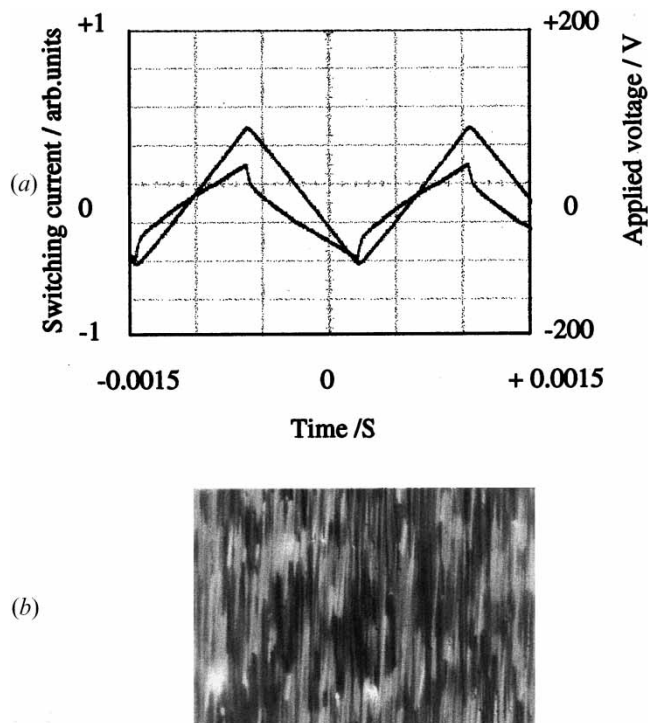 (a)
Switching current / arb.units
+1
0
-1
+200
0
-200
Applied voltage / V
-0.0015 0 + 0.0015
Time /S
(b)